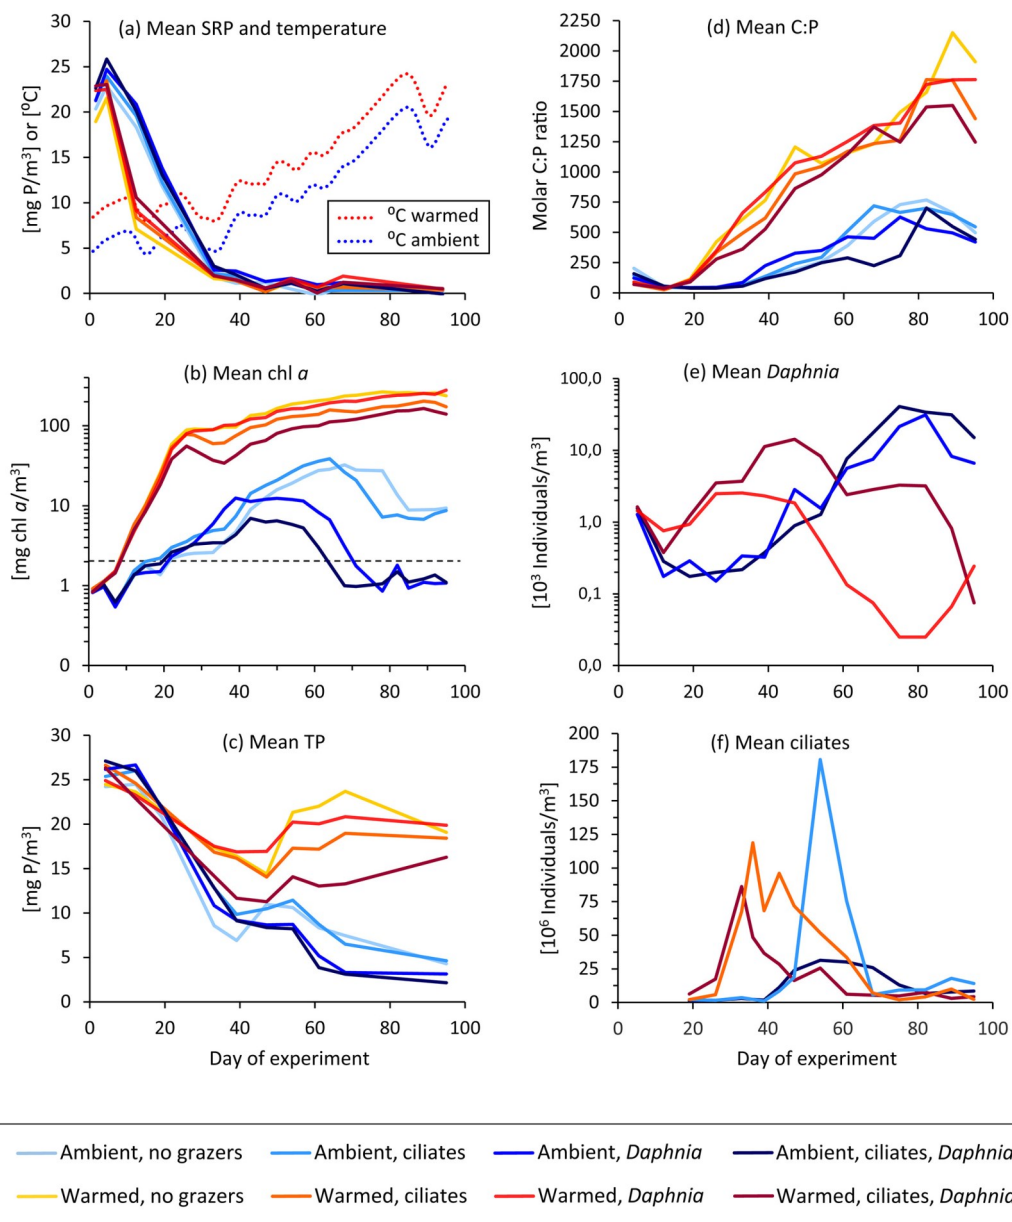 (a) Mean SRP and temperature
[mg P/m³] or [⁰C]
30
25
20
15
10
5
0
0 20 40 60 80 100
⁰C warmed
⁰C ambient
(d) Mean C:P
Molar C:P ratio
2250
2000
1750
1500
1250
1000
750
500
250
0
0 20 40 60 80 100
(b) Mean chl a
[mg chl a/m³]
100
10
1
0
0 20 40 60 80 100
(e) Mean Daphnia
[10³ Individuals/m³]
100,0
10,0
1,0
0,1
0,0
0 20 40 60 80 100
(c) Mean TP
[mg P/m³]
30
25
20
15
10
5
0
0 20 40 60 80 100
Day of experiment
(f) Mean ciliates
[10⁶ Individuals/m³]
200
175
150
125
100
75
50
25
0
0 20 40 60 80 100
Day of experiment
Ambient, no grazers Ambient, ciliates Ambient, Daphnia Ambient, ciliates, Daphnia
Warmed, no grazers Warmed, ciliates Warmed, Daphnia Warmed, ciliates, Daphnia